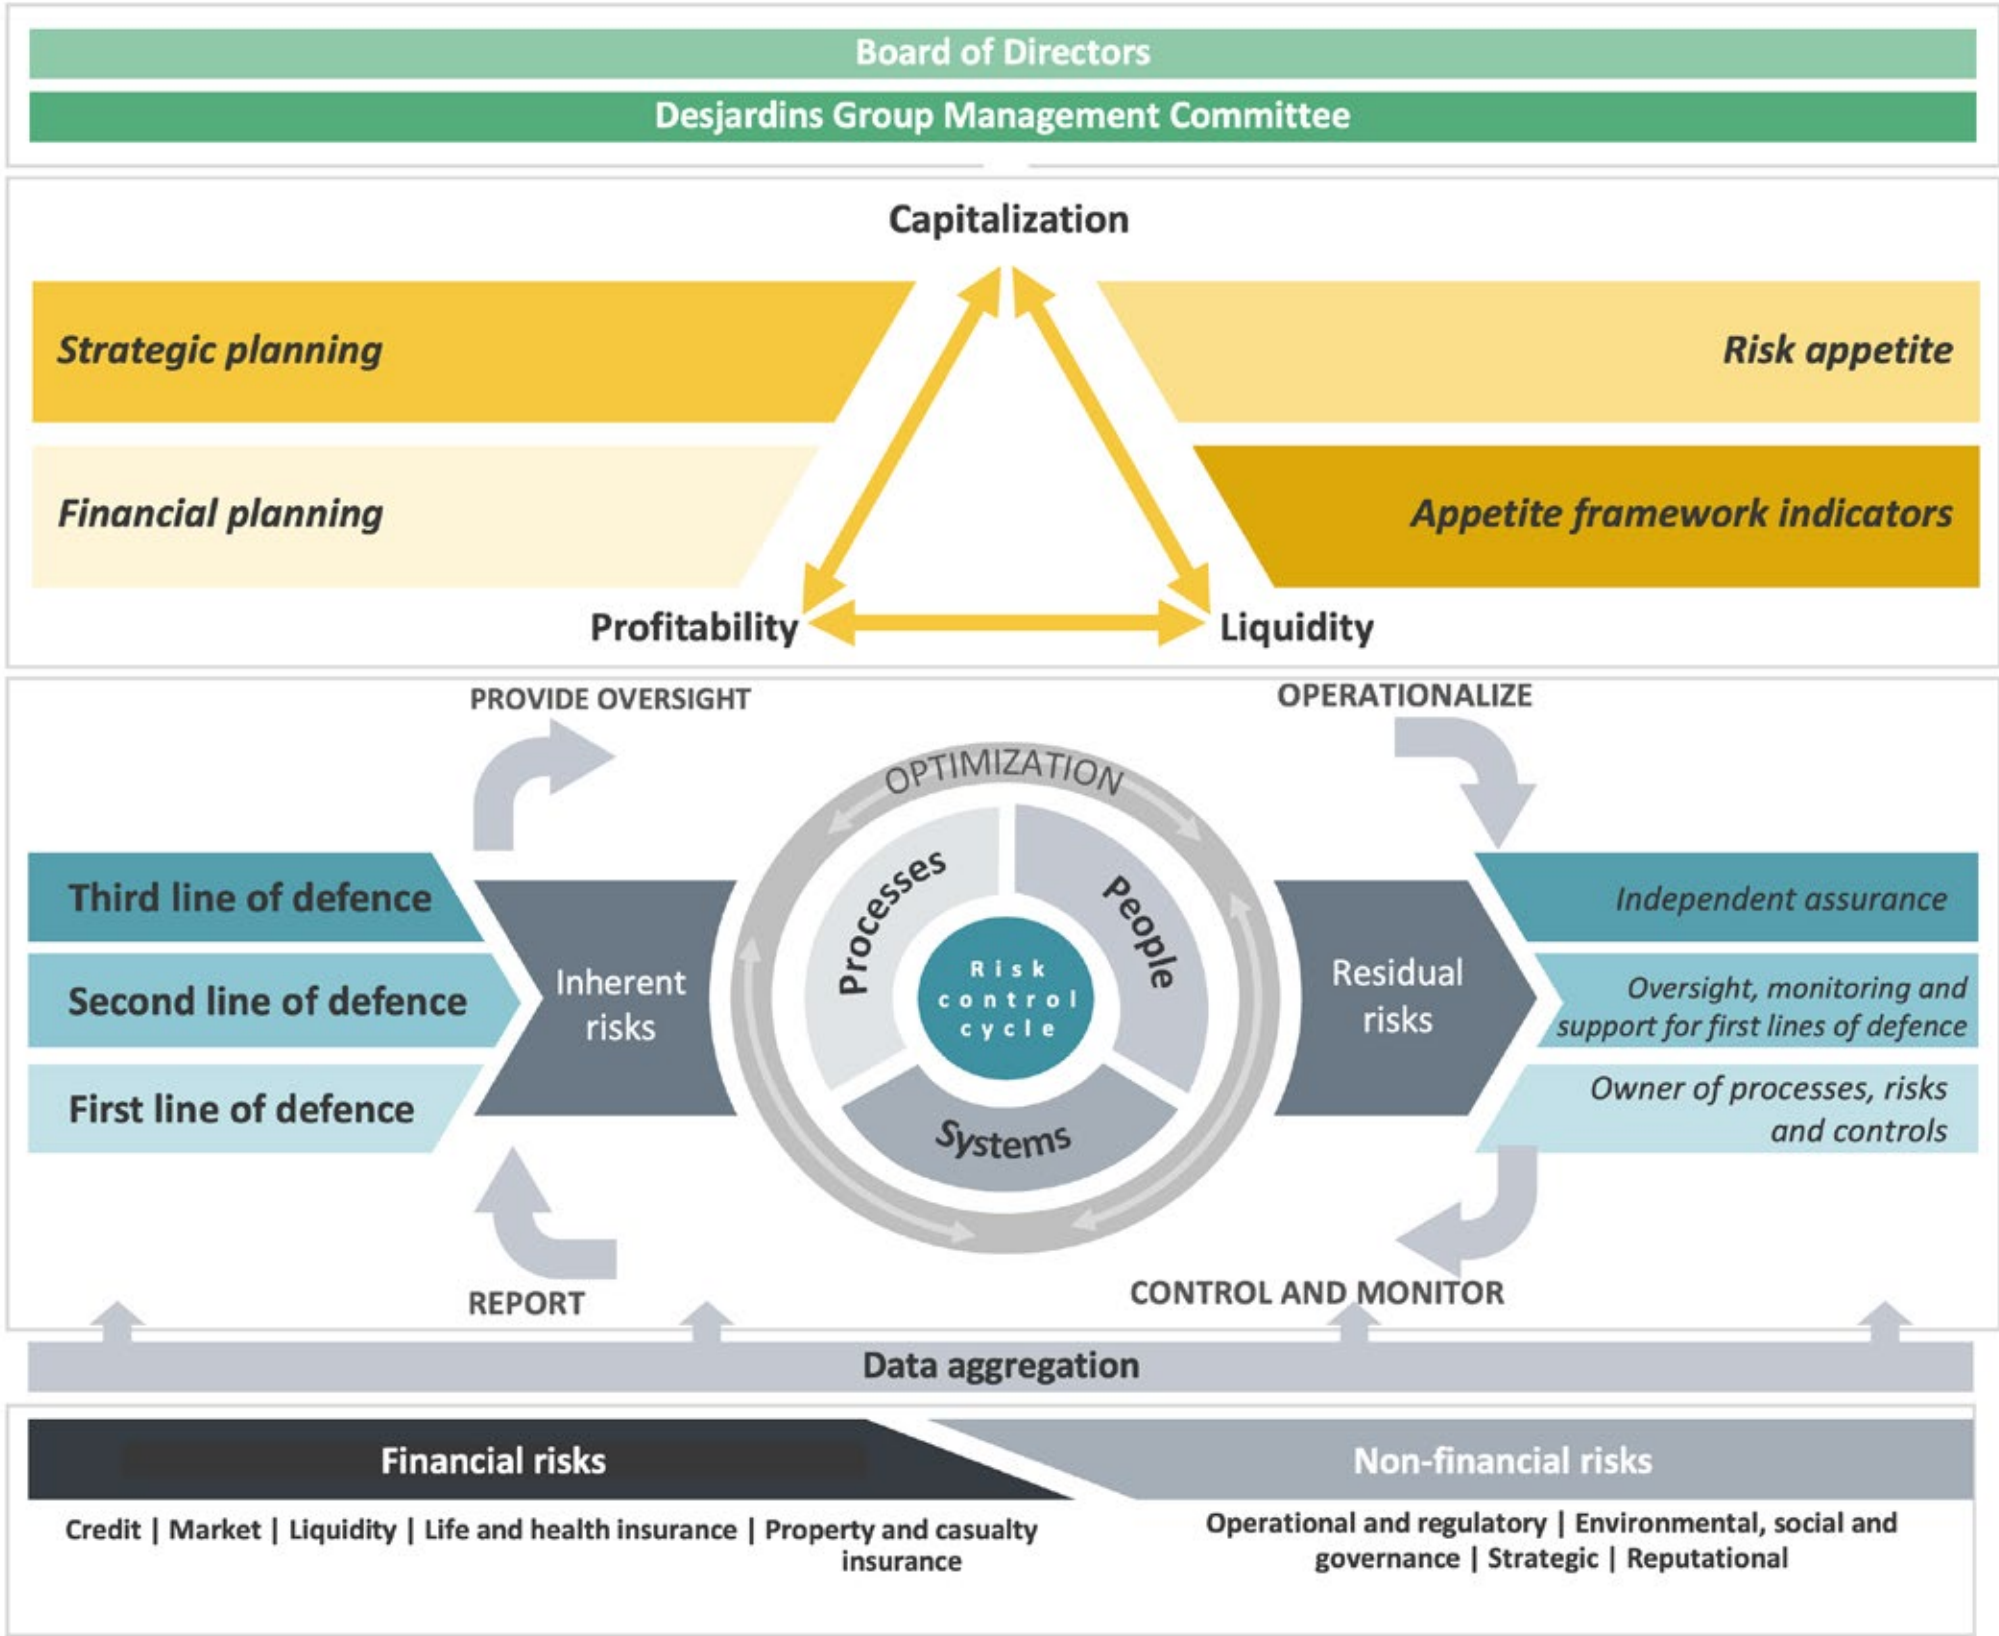 Board of Directors
Desjardins Group Management Committee
Capitalization
Strategic planning
Risk appetite
Financial planning
Appetite framework indicators
Profitability
Liquidity
PROVIDE OVERSIGHT
OPERATIONALIZE
OPTIMIZATION
Processes
People
Systems
Risk
control
cycle
Third line of defence
Second line of defence
First line of defence
Inherent
risks
Residual
risks
Independent assurance
Oversight, monitoring and
support for first lines of defence
Owner of processes, risks
and controls
REPORT
CONTROL AND MONITOR
Data aggregation
Financial risks
Non-financial risks
Credit | Market | Liquidity | Life and health insurance | Property and casualty
insurance
Operational and regulatory | Environmental, social and
governance | Strategic | Reputational